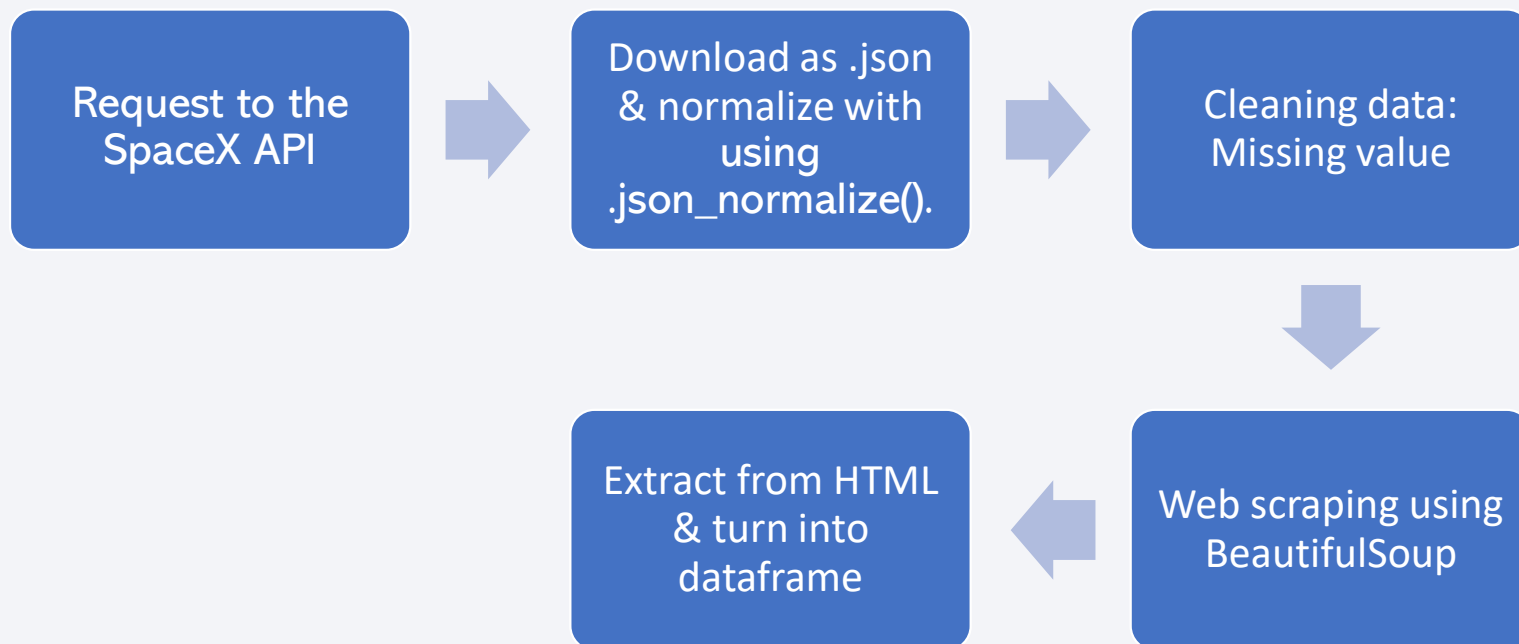 Request to the
SpaceX API
Download as .json
& normalize with
using
.json_normalize().
Cleaning data:
Missing value
Web scraping using
BeautifulSoup
Extract from HTML
& turn into
dataframe